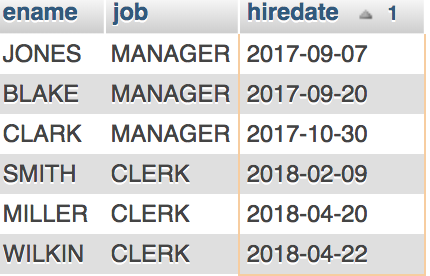 ename job hiredate 1
JONES MANAGER 2017-09-07
BLAKE MANAGER 2017-09-20
CLARK MANAGER 2017-10-30
SMITH CLERK 2018-02-09
MILLER CLERK 2018-04-20
WILKIN CLERK 2018-04-22